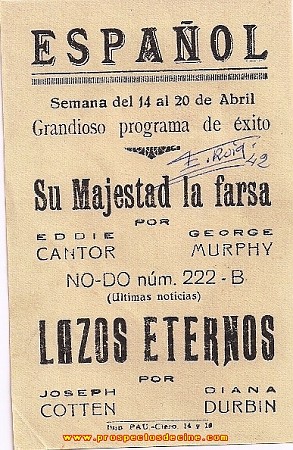 ESPAÑOL
Semana del 14 al 20 de Abril
Grandioso programa de éxito
E. Roig
42
Su Majestad la farsa
POR
EDDIE GEORGE
CANTOR MURPHY
NO-DO núm. 222 - B
(Ultimas noticias)
LAZOS ETERNOS
POR
JOSEPH DIANA
COTTEN DURBIN
Imp. PAU.-Clero. 14 y 16
www.prospectosdecine.com